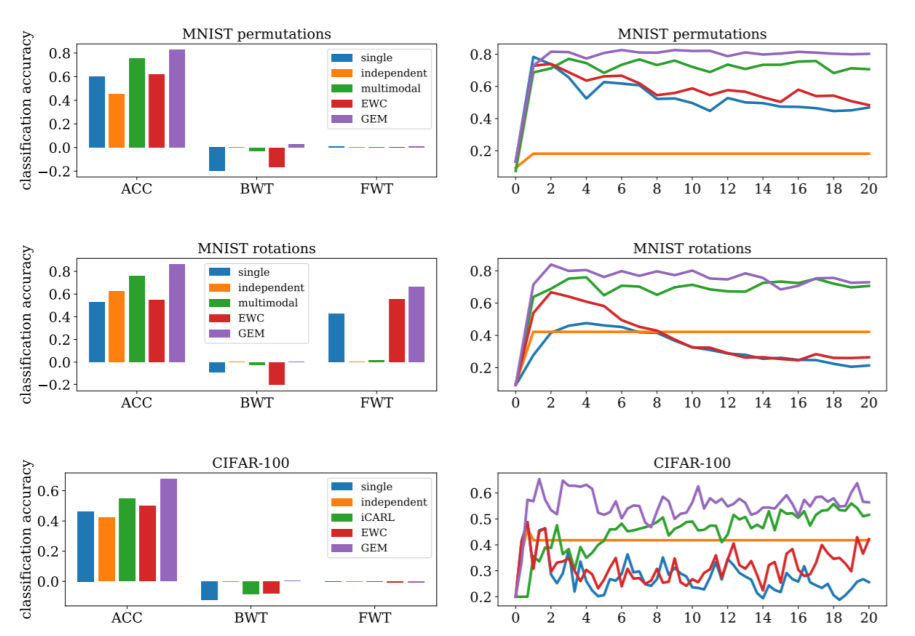 MNIST permutations
classification accuracy
0.8
0.6
0.4
0.2
0.0
−0.2
single
independent
multimodal
EWC
GEM
ACC BWT FWT
MNIST permutations
0.8
0.6
0.4
0.2
0 2 4 6 8 10 12 14 16 18 20
MNIST rotations
classification accuracy
0.8
0.6
0.4
0.2
0.0
−0.2
single
independent
multimodal
EWC
GEM
ACC BWT FWT
MNIST rotations
0.8
0.6
0.4
0.2
0 2 4 6 8 10 12 14 16 18 20
CIFAR-100
classification accuracy
0.6
0.4
0.2
0.0
single
independent
iCARL
EWC
GEM
ACC BWT FWT
CIFAR-100
0.6
0.5
0.4
0.3
0.2
0 2 4 6 8 10 12 14 16 18 20